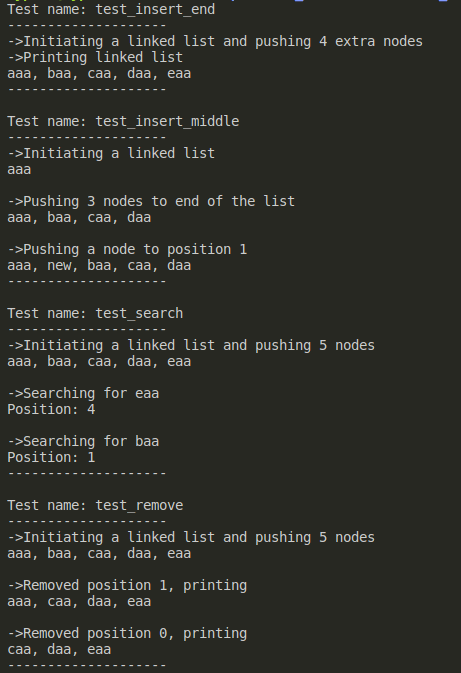 Test name: test_insert_end
--------------------
->Initiating a linked list and pushing 4 extra nodes
->Printing linked list
aaa, baa, caa, daa, eaa
--------------------
Test name: test_insert_middle
--------------------
->Initiating a linked list
aaa
->Pushing 3 nodes to end of the list
aaa, baa, caa, daa
->Pushing a node to position 1
aaa, new, baa, caa, daa
--------------------
Test name: test_search
--------------------
->Initiating a linked list and pushing 5 nodes
aaa, baa, caa, daa, eaa
->Searching for eaa
Position: 4
->Searching for baa
Position: 1
--------------------
Test name: test_remove
--------------------
->Initiating a linked list and pushing 5 nodes
aaa, baa, caa, daa, eaa
->Removed position 1, printing
aaa, caa, daa, eaa
->Removed position 0, printing
caa, daa, eaa
--------------------